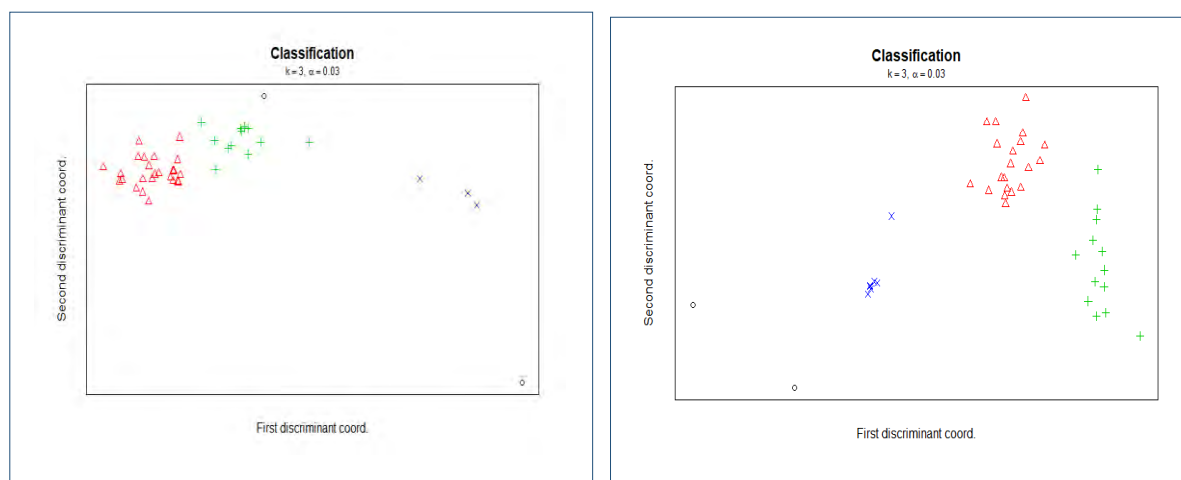 Classification
k = 3, α = 0.03
Second discriminant coord.
First discriminant coord.
Classification
k = 3, α = 0.03
Second discriminant coord.
First discriminant coord.